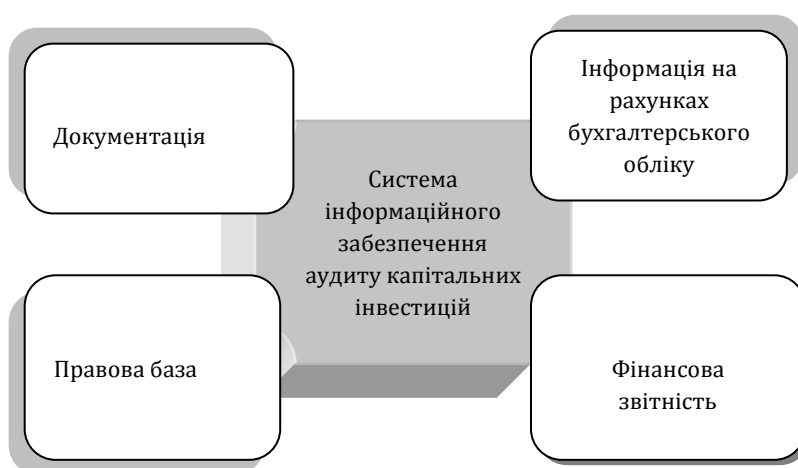 Документація
Інформація на
рахунках
бухгалтерського
обліку
Система
інформаційного
забезпечення
аудиту капітальних
інвестицій
Правова база
Фінансова
звітність